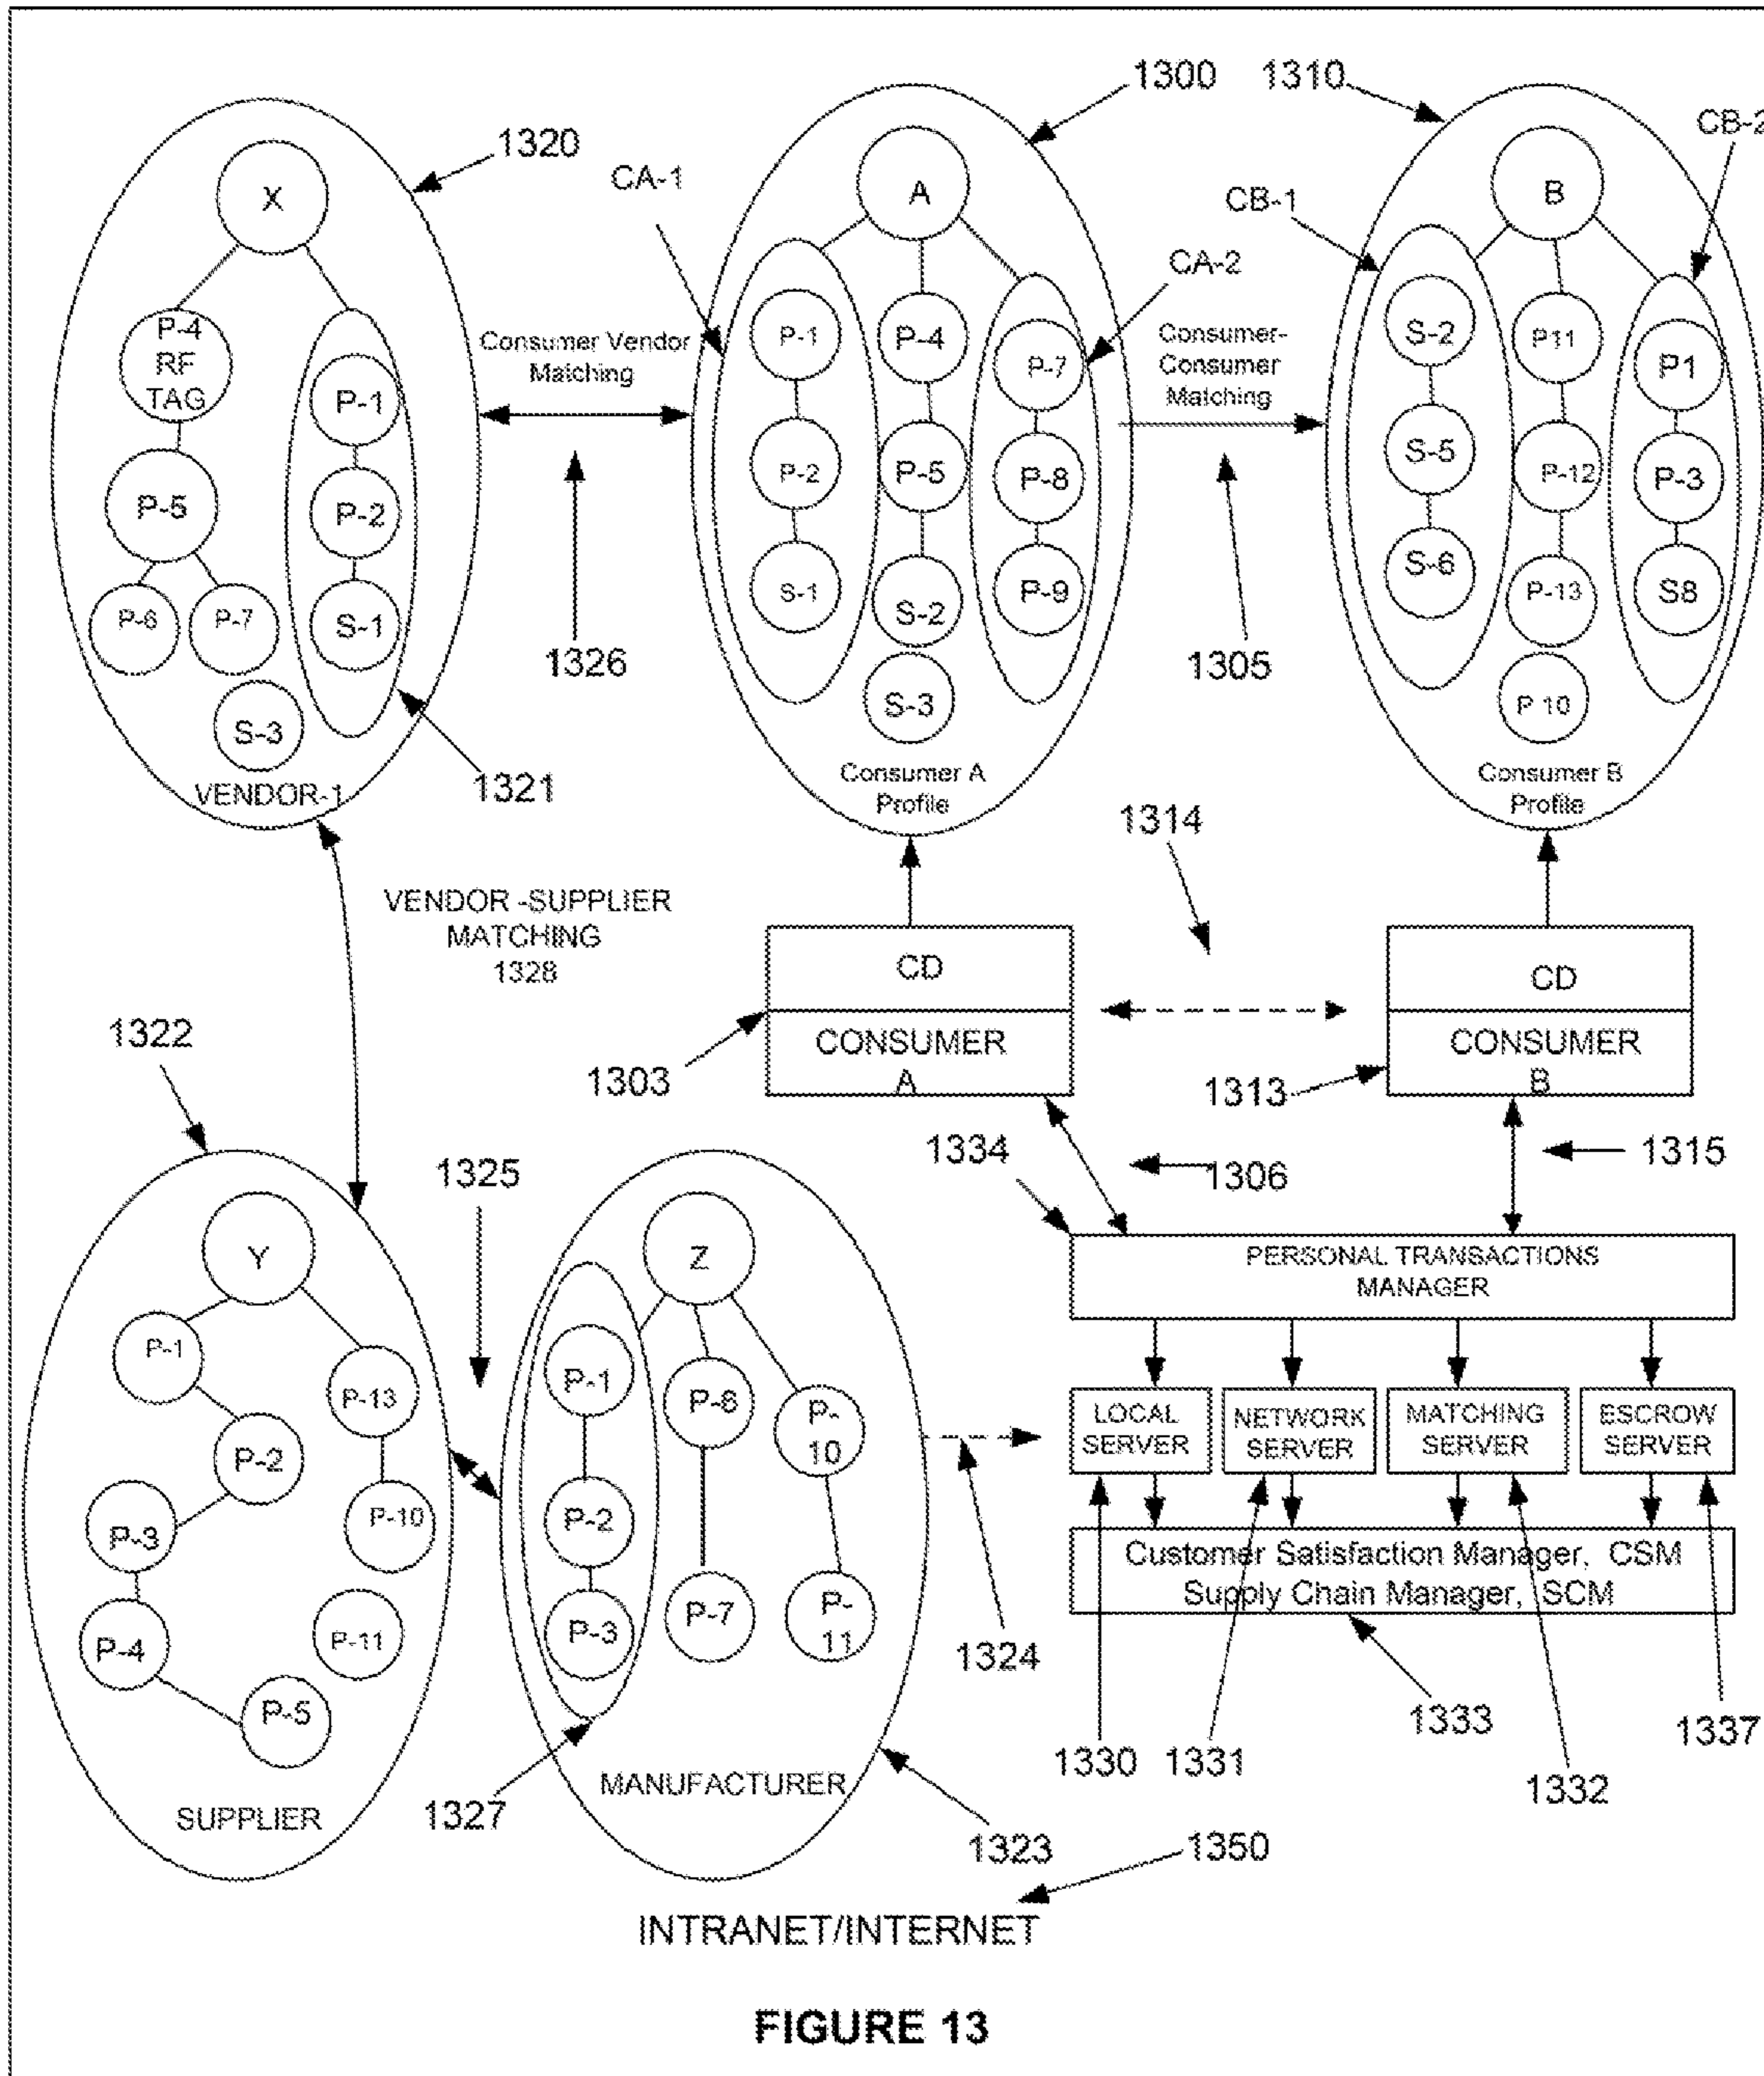 1300
1310
CB-2
1320
CA-1
X
A
CB-1
B
CA-2
P-4
RF
TAG
P-1
P-5
P-2
P-6
P-7
S-1
S-3
VENDOR-1
1321
Consumer Vendor
Matching
1326
P-1
P-4
P-7
P-2
P-5
P-8
S-1
S-2
P-9
S-3
Consumer A
Profile
Consumer-
Consumer
Matching
1305
S-2
P11
P1
S-5
P-12
P-3
S-6
P-13
S8
P 10
Consumer B
Profile
1314
VENDOR -SUPPLIER
MATCHING
1328
CD
CONSUMER
A
1303
CD
CONSUMER
B
1313
1322
1325
1334
1306
1315
Y
P-1
P-13
P-2
P-3
P-10
P-4
P-11
P-5
SUPPLIER
Z
P-1
P-6
P-
10
P-2
P-3
P-7
P-
11
MANUFACTURER
1327
1323
1324
PERSONAL TRANSACTIONS
MANAGER
LOCAL
SERVER
NETWORK
SERVER
MATCHING
SERVER
ESCROW
SERVER
Customer Satisfaction Manager, CSM
Supply Chain Manager, SCM
1333
1337
1330
1331
1332
1350
INTRANET/INTERNET
FIGURE 13